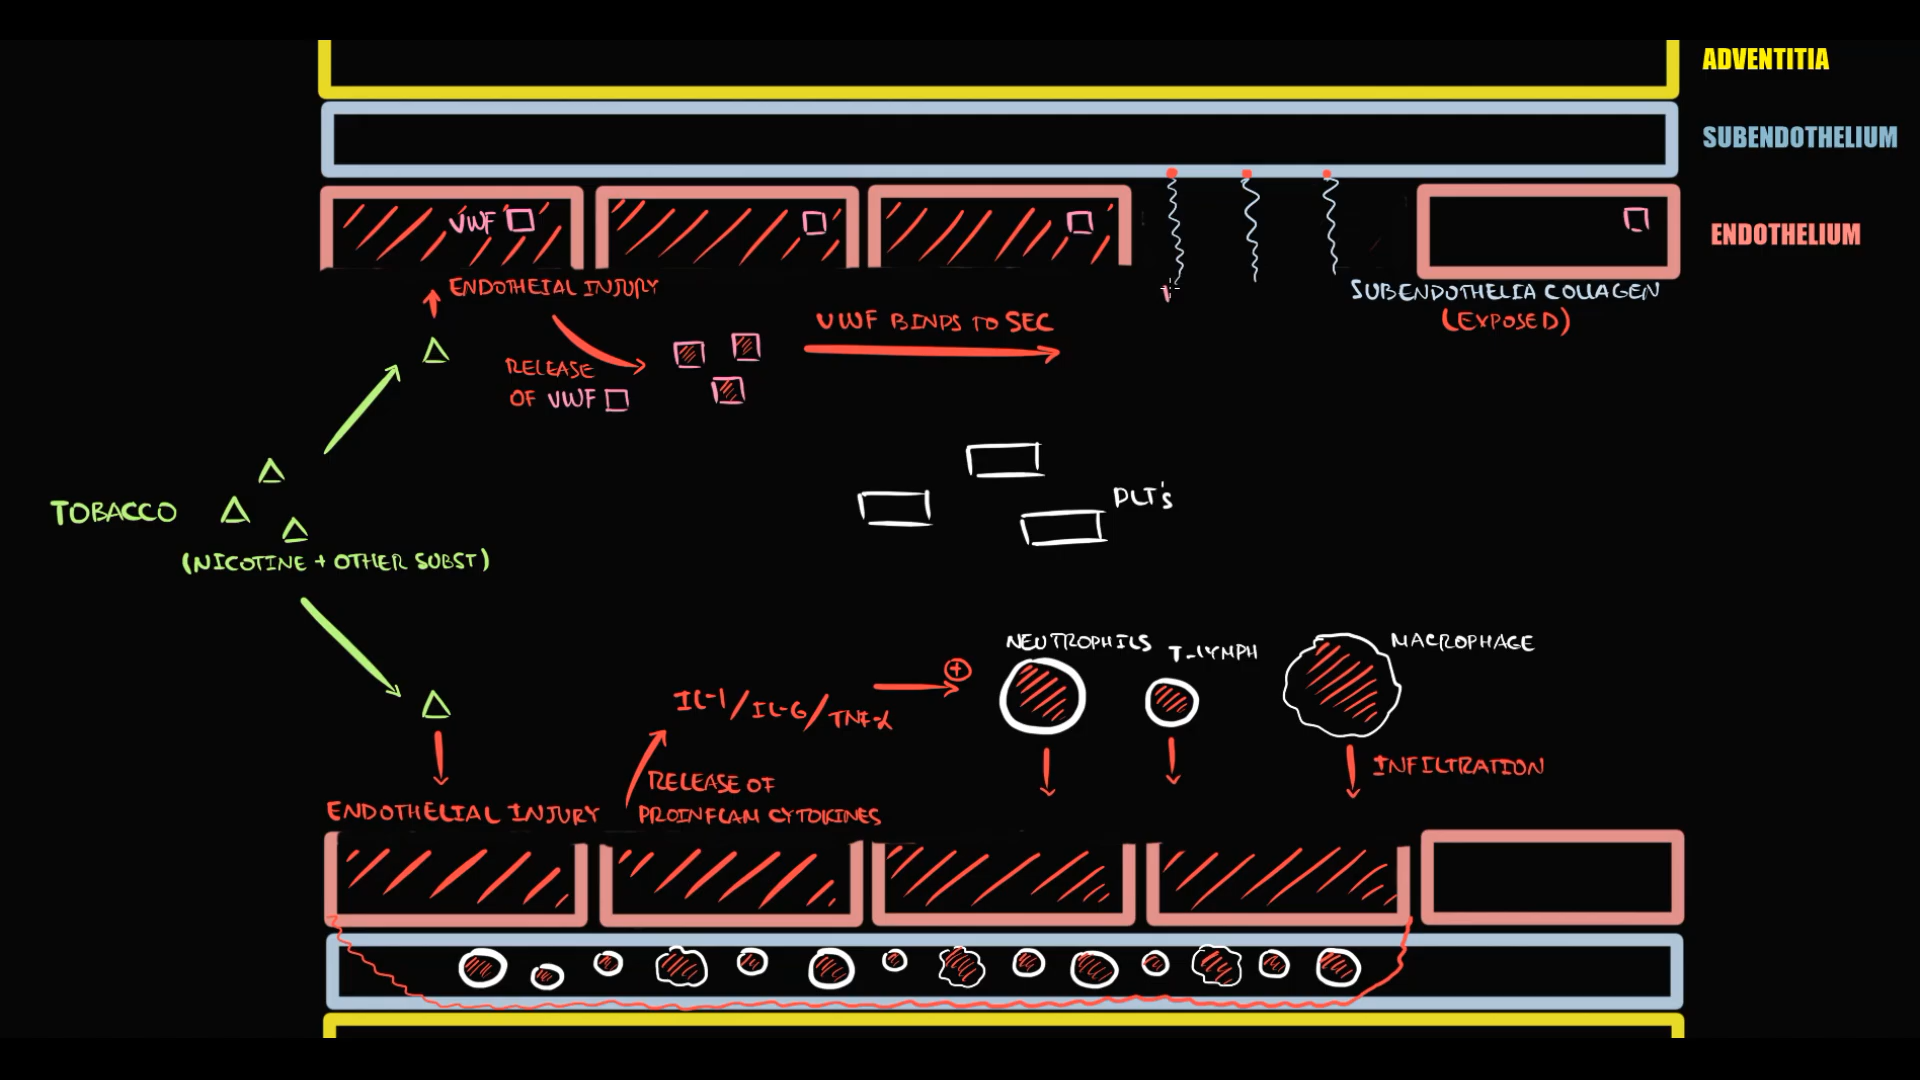 ADVENTITIA
SUBENDOTHELIUM
VWF
ENDOTHELIUM
ENDOTHEIAL INJURY
SUBENDOTHELIA COLLAGEN
(EXPOSED)
VWF BINDS TO SEC
RELEASE
OF VWF
PLT's
TOBACCO
(NICOTINE + OTHER SUBST)
NEUTROPHILS
T-LYMPH
MACROPHAGE
IL-1/IL-6/TNF-α
+
INFILTRATION
RELEASE OF
PROINFLAM CYTOKINES
ENDOTHELIAL INJURY